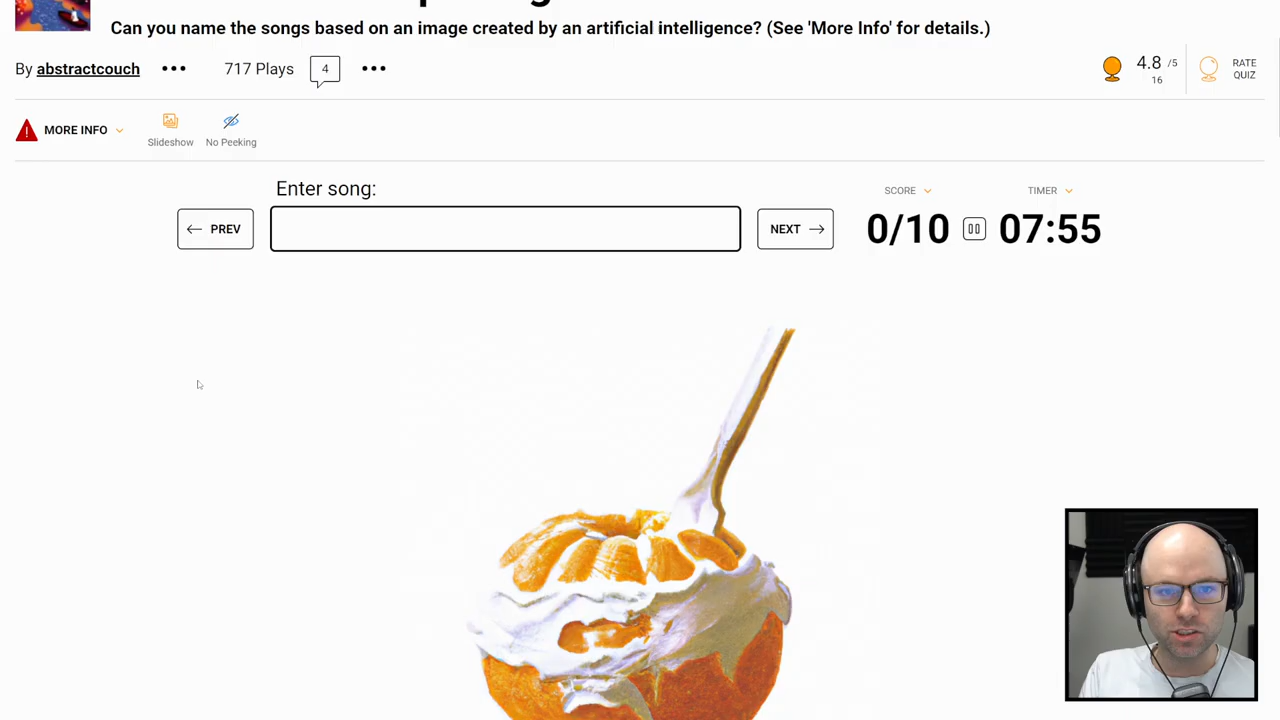 Can you name the songs based on an image created by an artificial intelligence? (See 'More Info' for details.)
By abstractcouch ••• 717 Plays 4 •••
4.8 /5
16
RATE
QUIZ
MORE INFO
Slideshow
No Peeking
Enter song:
← PREV
NEXT →
SCORE
0/10
TIMER
07:55